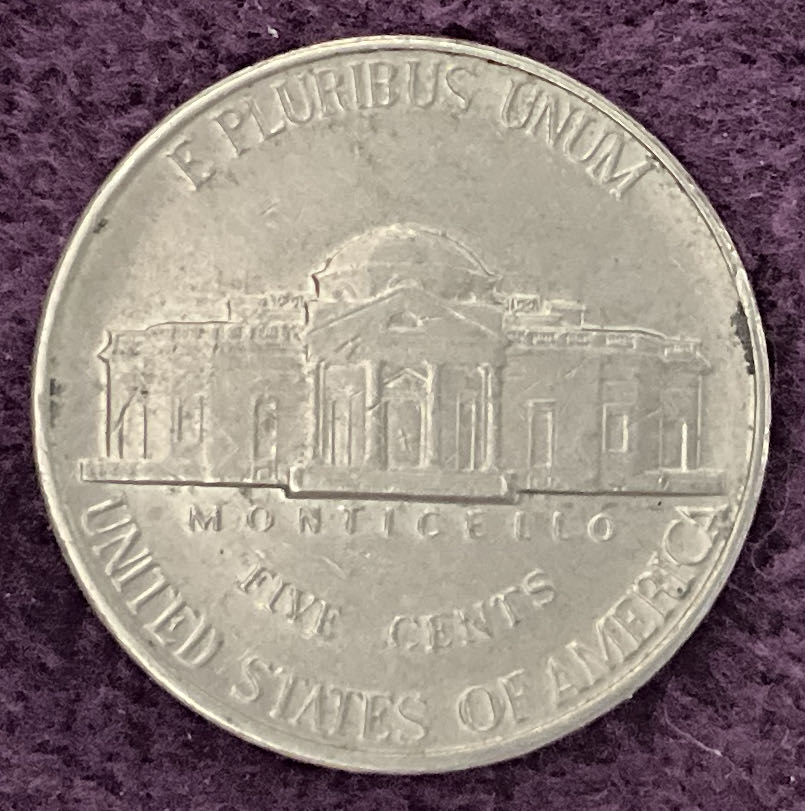 E PLURIBUS UNUM
MONTICELLO
FIVE CENTS
UNITED STATES OF AMERICA